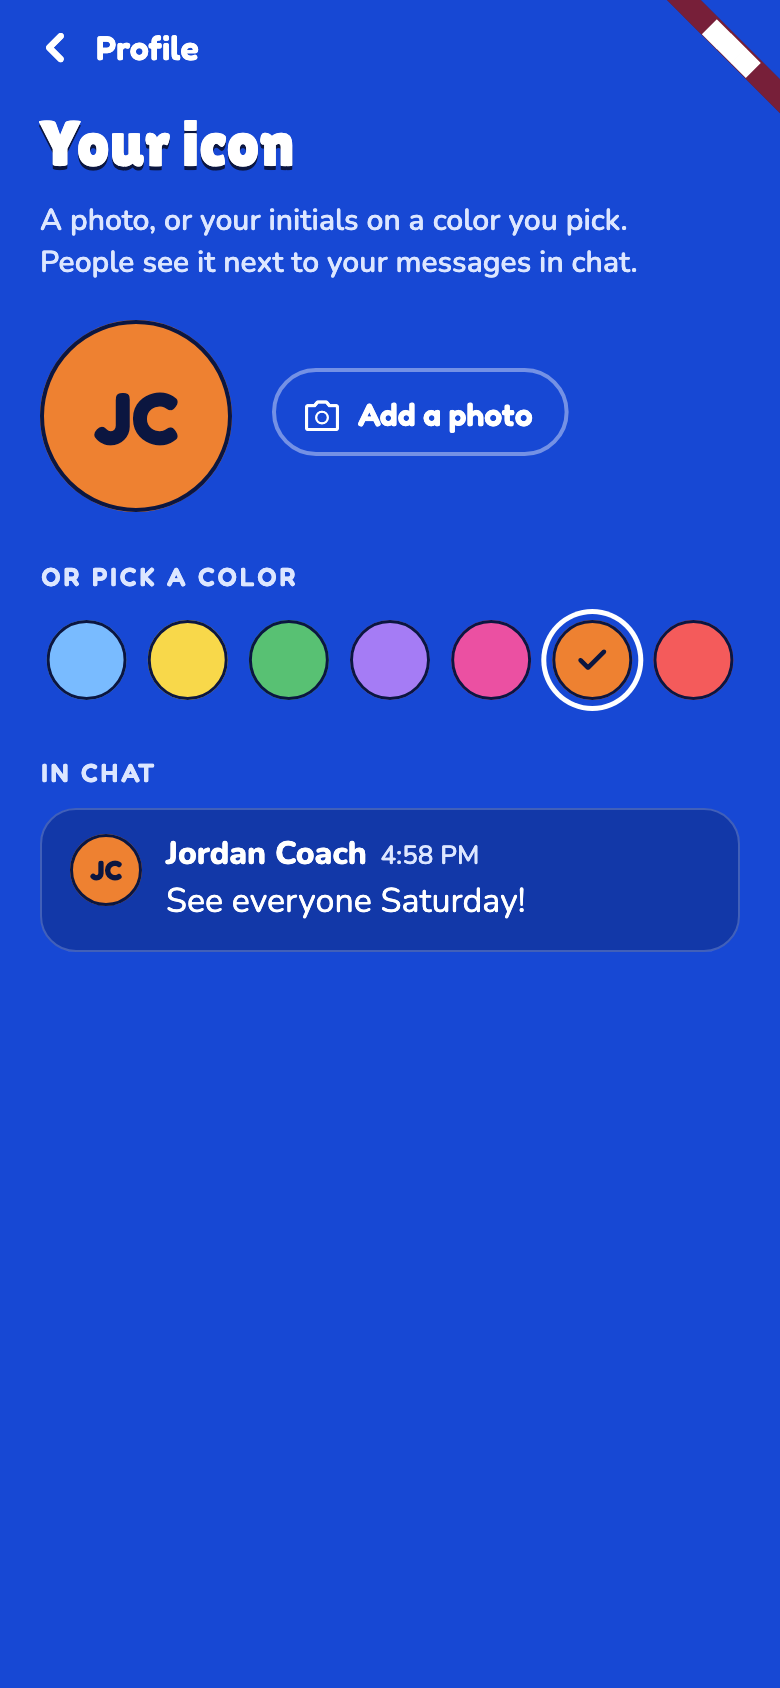 Profile
Your icon
A photo, or your initials on a color you pick.
People see it next to your messages in chat.
JC
Add a photo
OR PICK A COLOR
IN CHAT
JC
Jordan Coach 4:58 PM
See everyone Saturday!